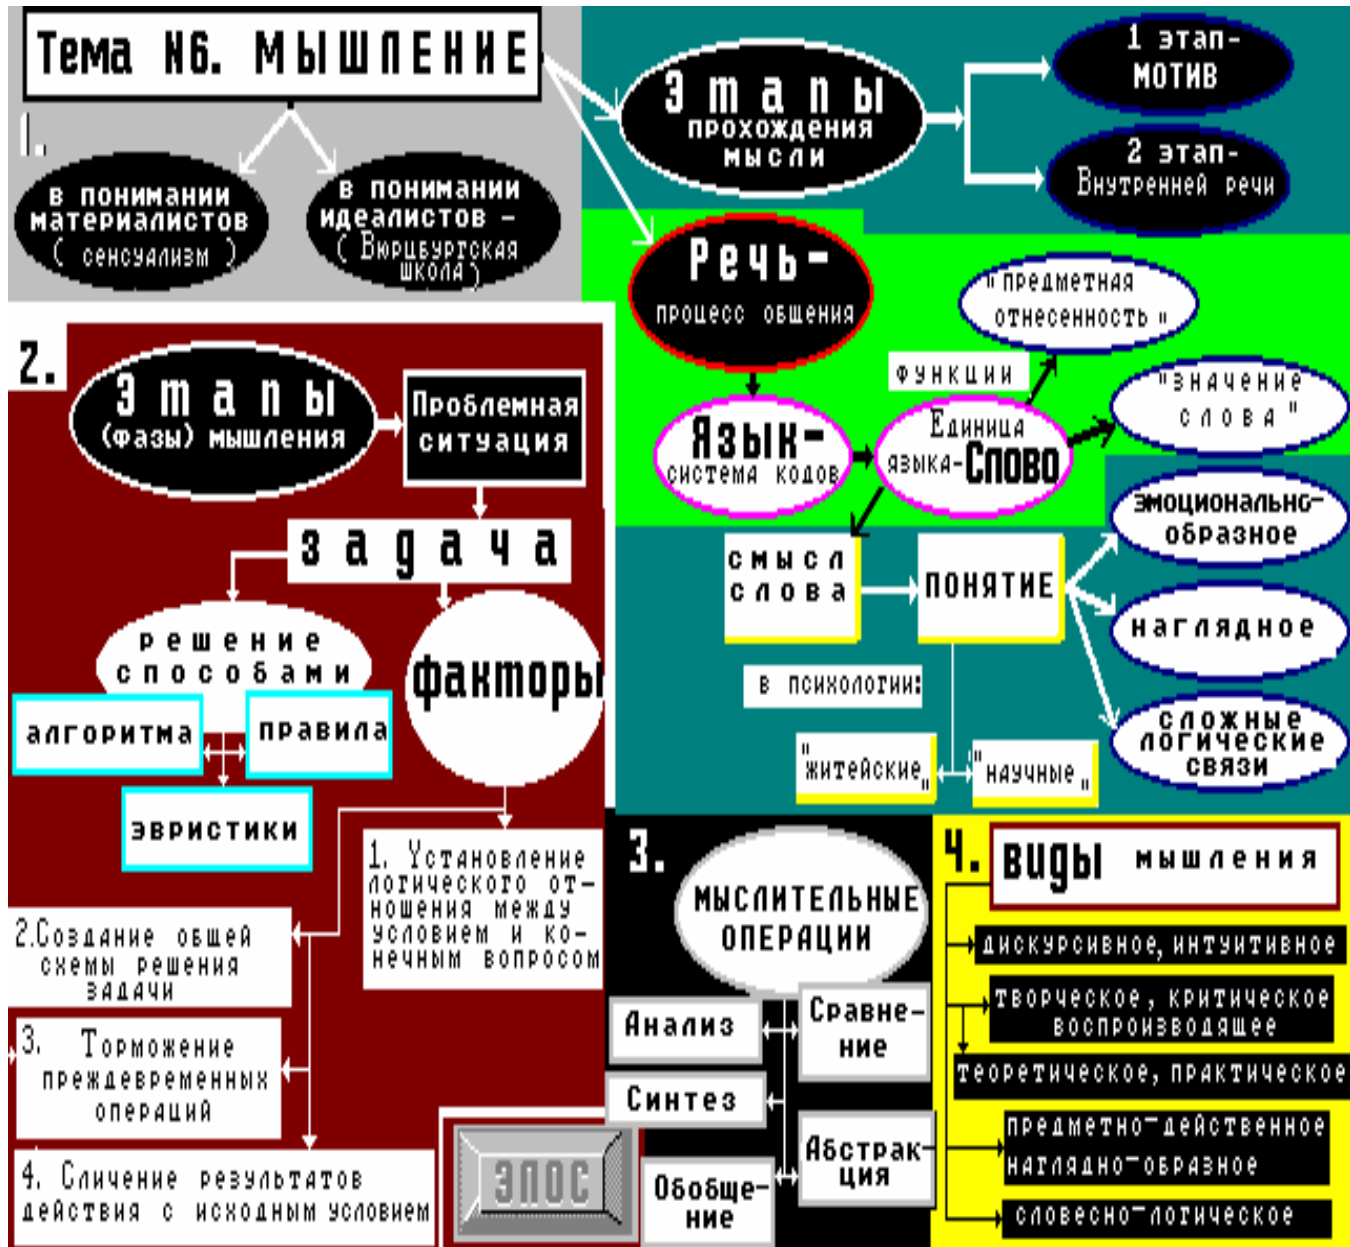 Тема N6. МЫШЛЕНИЕ
1.
в понимании
материалистов
( сенсуализм )
в понимании
идеалистов -
( Вюрцбургская
школа)
Этапы
прохождения
мысли
1 этап-
мотив
2 этап-
Внутренней речи
Речь-
процесс общения
"предметная
отнесенность"
функции
"значение
слова"
Язык-
система кодов
Единица
языка-Слово
смысл
слова
понятие
эмоционально-
образное
наглядное
сложные
логические
связи
в психологии:
"житейские"
"научные"
2.
Этапы
(фазы) мышления
Проблемная
ситуация
задача
решение
способами
алгоритма
правила
эвристики
факторы
1. Установление
логического от-
ношения между
условием и ко-
нечным вопросом
2.Создание общей
схемы решения
задачи
3. Торможение
преждевременных
операций
4. Сличение результатов
действия с исходным условием
ЭПОС
3.
мыслительные
операции
Анализ
Сравне-
ние
Синтез
Абстрак-
ция
Обобще-
ние
4.
виды мышления
дискурсивное, интуитивное
творческое, критическое
воспроизводящее
теоретическое, практическое
предметно-действенное
наглядно-образное
словесно-логическое